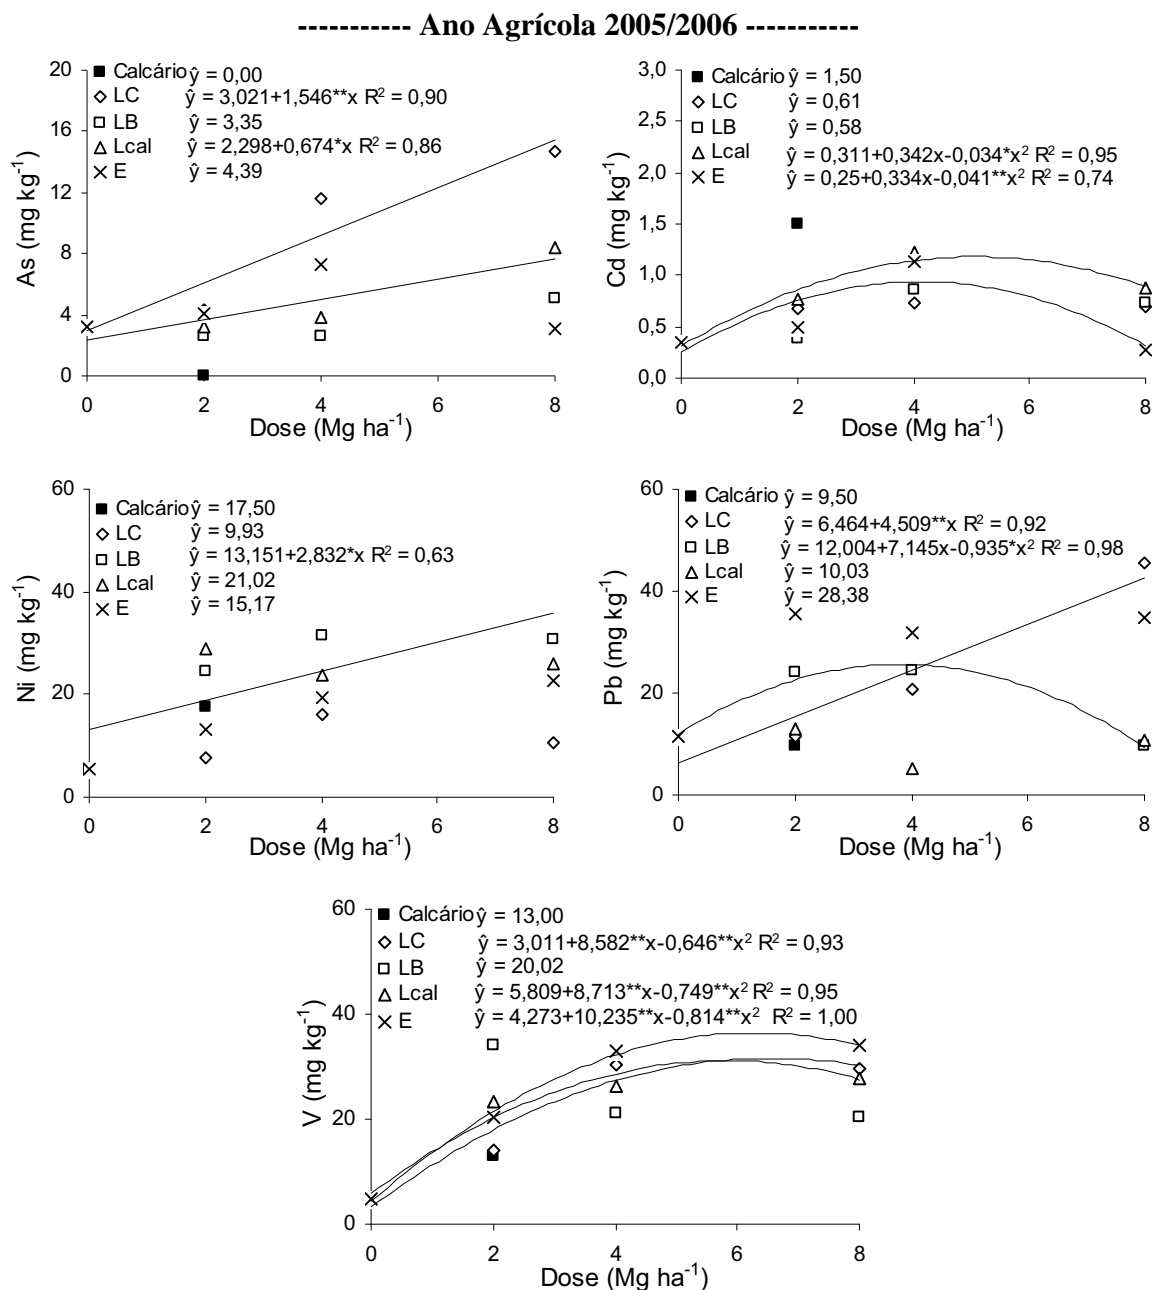 ----------- Ano Agrícola 2005/2006 ------------
20
16
12
8
4
0
As (mg kg-1)
Calcário ŷ = 0,00
LC ŷ = 3,021+1,546**x R2 = 0,90
LB ŷ = 3,35
Lcal ŷ = 2,298+0,674*x R2 = 0,86
E ŷ = 4,39
0 2 4 6 8
Dose (Mg ha-1)
3,0
2,5
2,0
1,5
1,0
0,5
0,0
Cd (mg kg-1)
Calcário ŷ = 1,50
LC ŷ = 0,61
LB ŷ = 0,58
Lcal ŷ = 0,311+0,342x-0,034*x2 R2 = 0,95
E ŷ = 0,25+0,334x-0,041**x2 R2 = 0,74
0 2 4 6 8
Dose (Mg ha-1)
60
40
20
0
Ni (mg kg-1)
Calcário ŷ = 17,50
LC ŷ = 9,93
LB ŷ = 13,151+2,832*x R2 = 0,63
Lcal ŷ = 21,02
E ŷ = 15,17
0 2 4 6 8
Dose (Mg ha-1)
60
40
20
0
Pb (mg kg-1)
Calcário ŷ = 9,50
LC ŷ = 6,464+4,509**x R2 = 0,92
LB ŷ = 12,004+7,145x-0,935*x2 R2 = 0,98
Lcal ŷ = 10,03
E ŷ = 28,38
0 2 4 6 8
Dose (Mg ha-1)
60
40
20
0
V (mg kg-1)
Calcário ŷ = 13,00
LC ŷ = 3,011+8,582**x-0,646**x2 R2 = 0,93
LB ŷ = 20,02
Lcal ŷ = 5,809+8,713**x-0,749**x2 R2 = 0,95
E ŷ = 4,273+10,235**x-0,814**x2 R2 = 1,00
0 2 4 6 8
Dose (Mg ha-1)